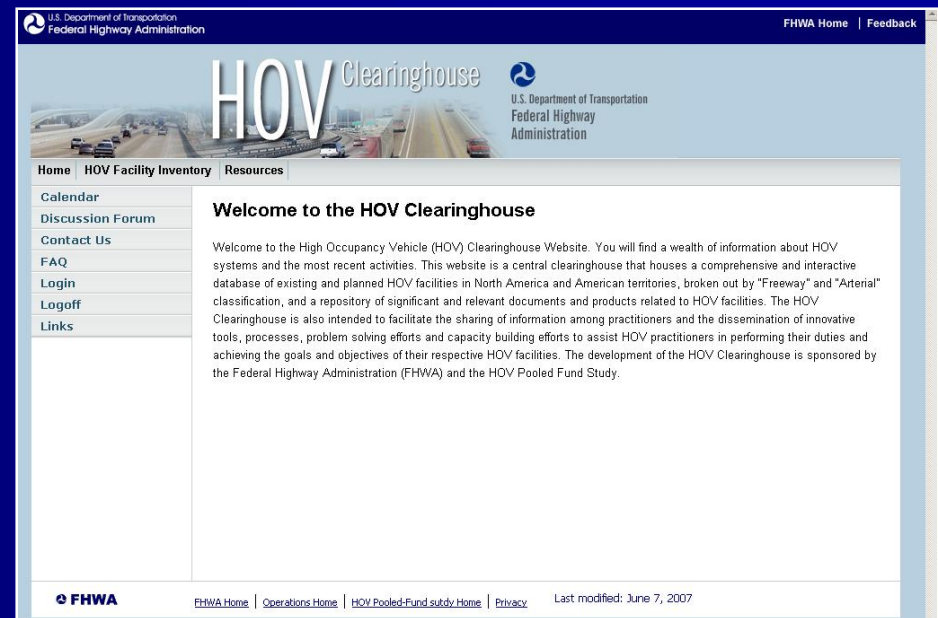 U.S. Department of Transportation
Federal Highway Administration
FHWA Home | Feedback
HOV Clearinghouse
U.S. Department of Transportation
Federal Highway
Administration
Home HOV Facility Inventory Resources
Calendar
Discussion Forum
Contact Us
FAQ
Login
Logoff
Links
Welcome to the HOV Clearinghouse
Welcome to the High Occupancy Vehicle (HOV) Clearinghouse Website. You will find a wealth of information about HOV
systems and the most recent activities. This website is a central clearinghouse that houses a comprehensive and interactive
database of existing and planned HOV facilities in North America and American territories, broken out by "Freeway" and "Arterial"
classification, and a repository of significant and relevant documents and products related to HOV facilities. The HOV
Clearinghouse is also intended to facilitate the sharing of information among practitioners and the dissemination of innovative
tools, processes, problem solving efforts and capacity building efforts to assist HOV practitioners in performing their duties and
achieving the goals and objectives of their respective HOV facilities. The development of the HOV Clearinghouse is sponsored by
the Federal Highway Administration (FHWA) and the HOV Pooled Fund Study.
FHWA
FHWA Home | Operations Home | HOV Pooled-Fund sutdy Home | Privacy
Last modified: June 7, 2007